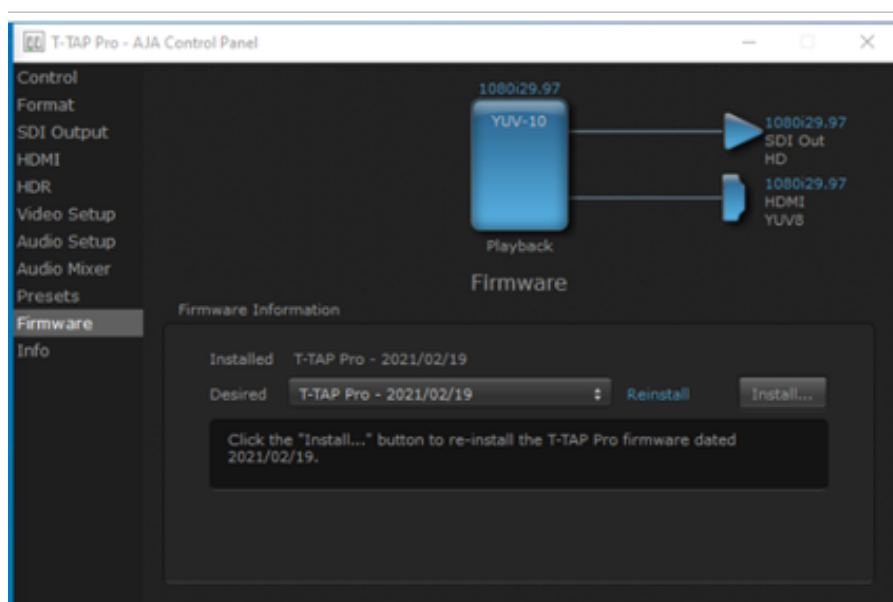 T-TAP Pro - AJA Control Panel
Control
Format
SDI Output
HDMI
HDR
Video Setup
Audio Setup
Audio Mixer
Presets
Firmware
Info
1080i29.97
YUV-10
Playback
1080i29.97
SDI Out
HD
1080i29.97
HDMI
YUV8
Firmware
Firmware Information
Installed T-TAP Pro - 2021/02/19
Desired T-TAP Pro - 2021/02/19 Reinstall Install...
Click the "Install..." button to re-install the T-TAP Pro firmware dated
2021/02/19.